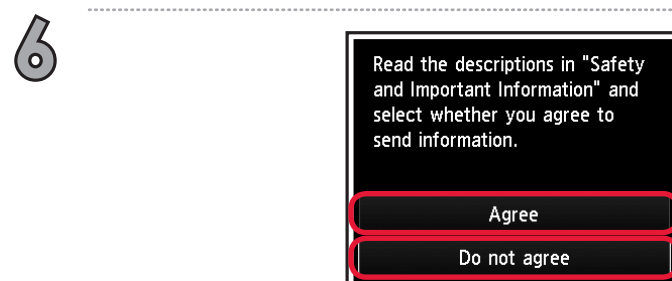 6
Read the descriptions in "Safety
and Important Information" and
select whether you agree to
send information.
Agree
Do not agree